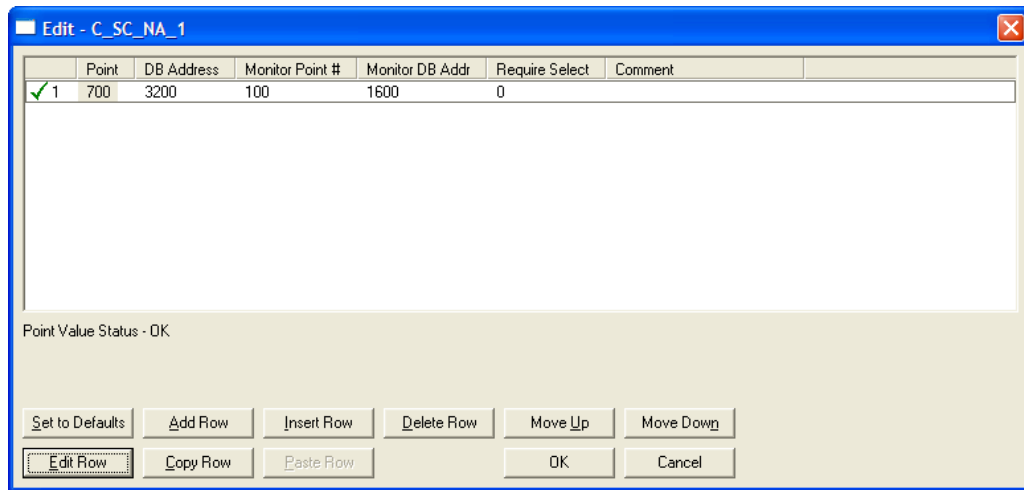 Edit - C_SC_NA_1
Point DB Address Monitor Point # Monitor DB Addr Require Select Comment
1 700 3200 100 1600 0
Point Value Status - OK
Set to Defaults Add Row Insert Row Delete Row Move Up Move Down
Edit Row Copy Row Paste Row OK Cancel